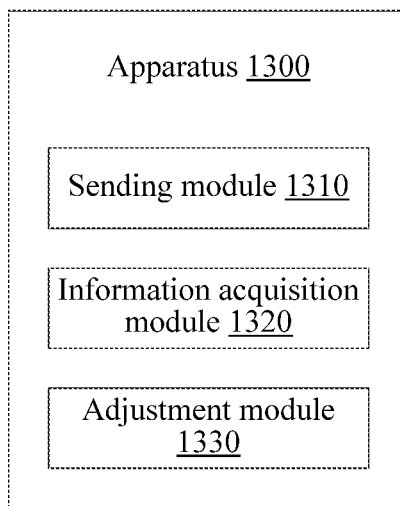 Apparatus 1300
Sending module 1310
Information acquisition
module 1320
Adjustment module
1330